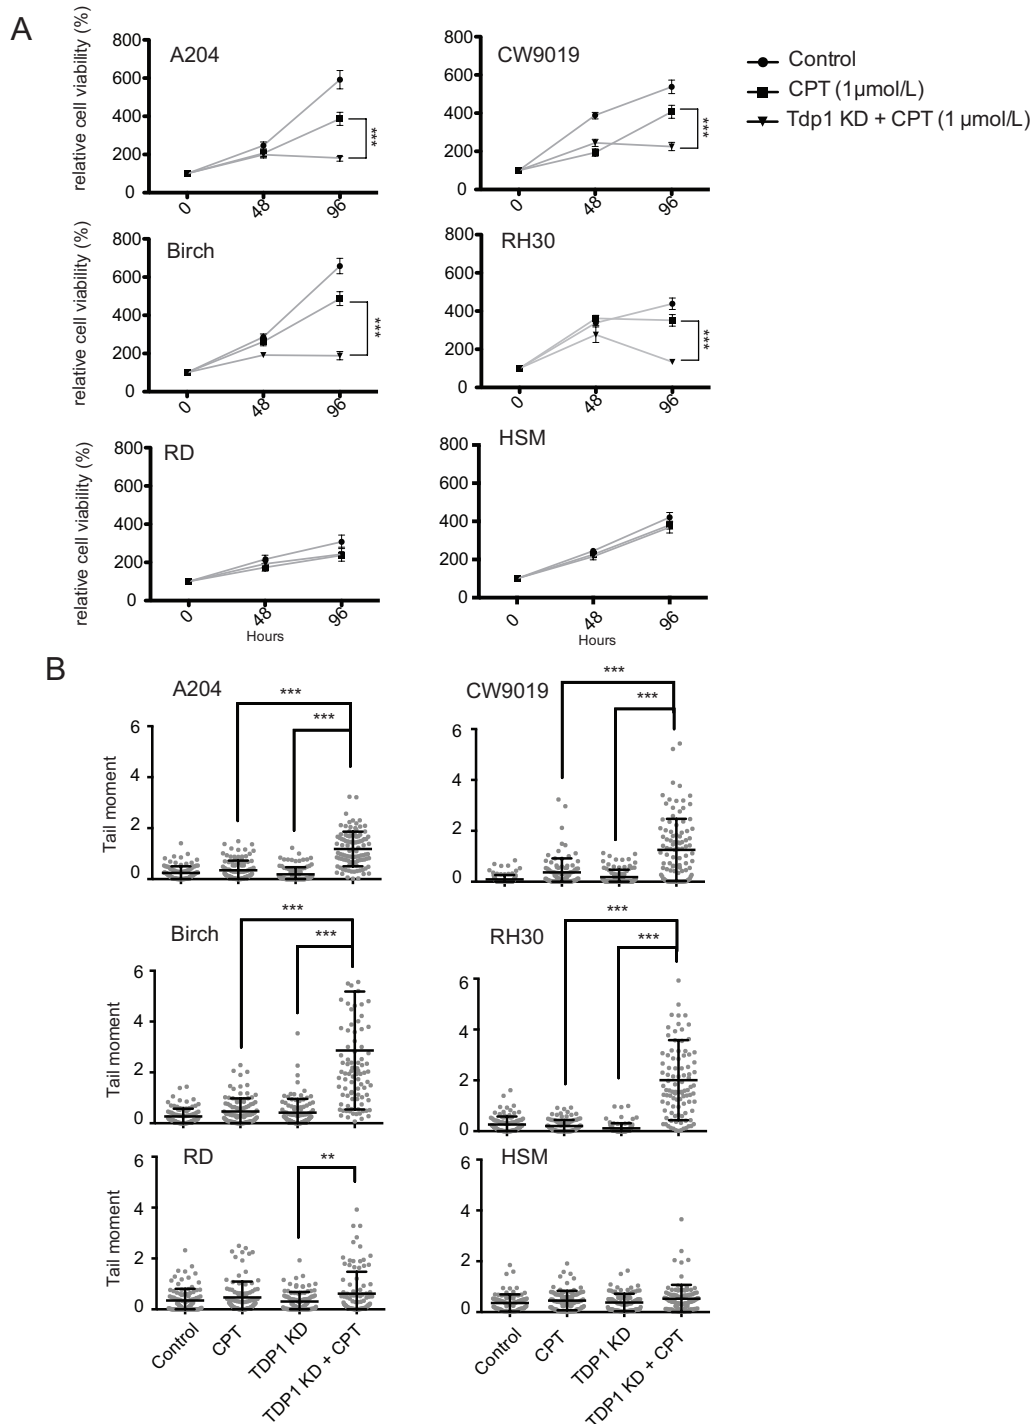 A
A204
relative cell viability (%)
800
600
400
200
0
0
48
96
***
CW9019
800
600
400
200
0
0
48
96
***
Control
CPT (1µmol/L)
Tdp1 KD + CPT (1 µmol/L)
Birch
relative cell viability (%)
800
600
400
200
0
0
48
96
***
RH30
800
600
400
200
0
0
48
96
***
RD
relative cell viability (%)
800
600
400
200
0
0
48
96
Hours
HSM
800
600
400
200
0
0
48
96
Hours
B
A204
***
***
Tail moment
6
4
2
0
CW9019
***
***
6
4
2
0
Birch
***
***
Tail moment
6
4
2
0
RH30
***
***
6
4
2
0
RD
**
Tail moment
6
4
2
0
Control
CPT
TDP1 KD
TDP1 KD + CPT
HSM
6
4
2
0
Control
CPT
TDP1 KD
TDP1 KD + CPT